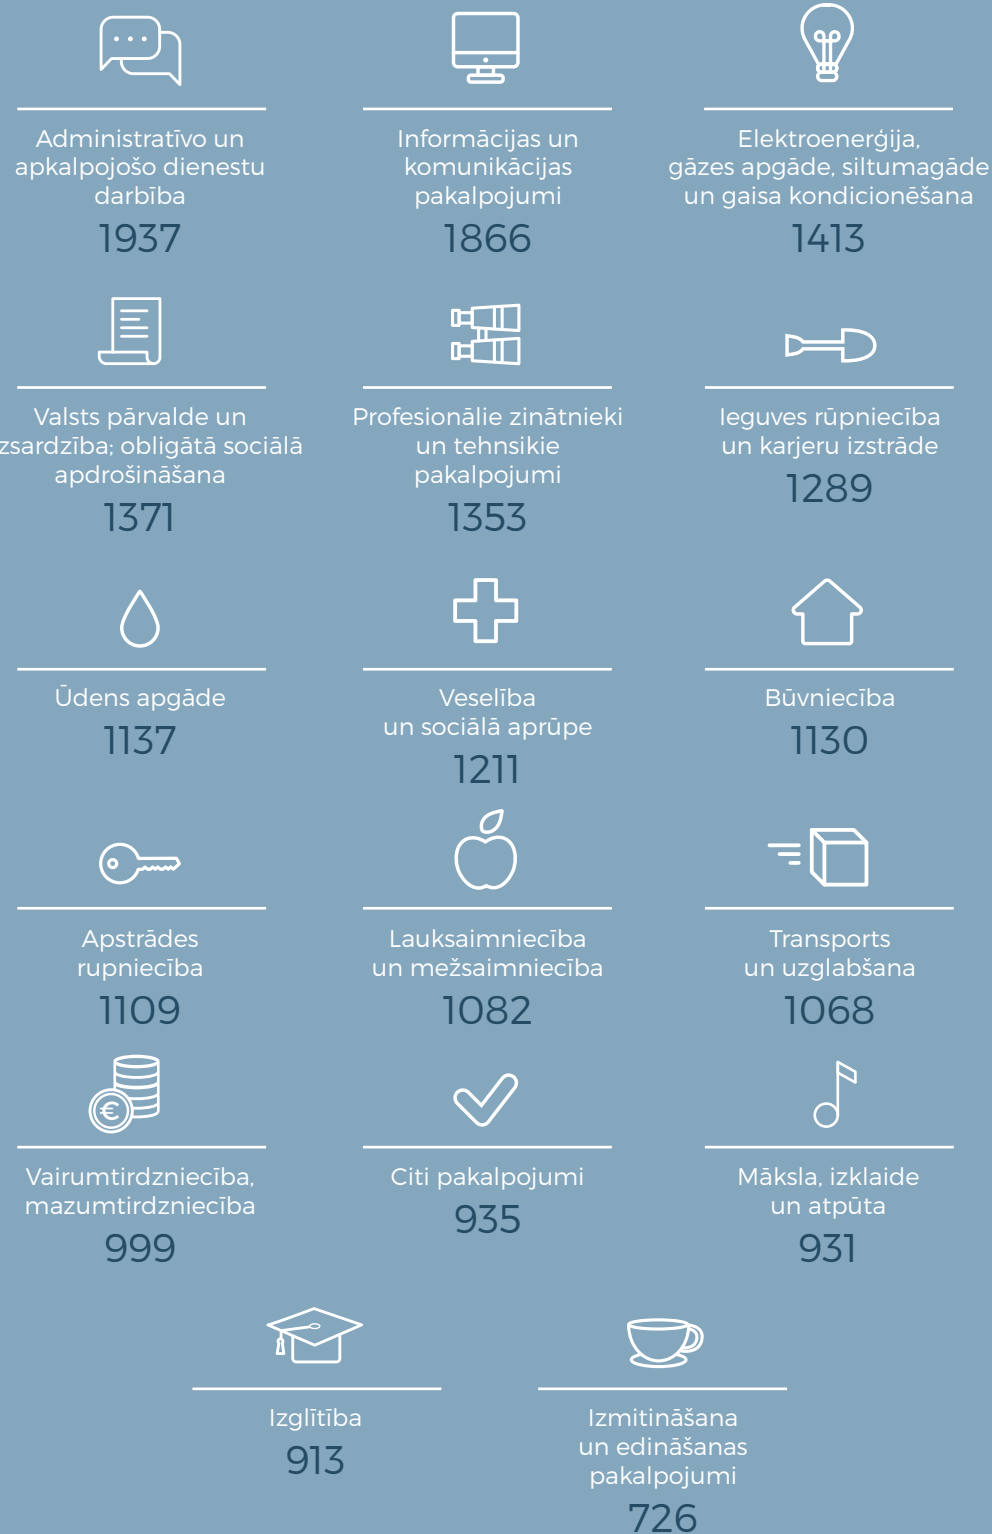 Administratīvo un
apkalpojošo dienestu
darbība
1937
Informācijas un
komunikācijas
pakalpojumi
1866
Elektroenerģija,
gāzes apgāde, siltumagāde
un gaisa kondicionēšana
1413
Valsts pārvalde un
zsardzība; obligātā sociālā
apdrošināšana
1371
Profesionālie zinātnieki
un tehnsikie
pakalpojumi
1353
Ieguves rūpniecība
un karjeru izstrāde
1289
Ūdens apgāde
1137
Veselība
un sociālā aprūpe
1211
Būvniecība
1130
Apstrādes
rupniecība
1109
Lauksaimniecība
un mežsaimniecība
1082
Transports
un uzglabšana
1068
€
Vairumtirdzniecība,
mazumtirdzniecība
999
Citi pakalpojumi
935
Māksla, izklaide
un atpūta
931
Izglītība
913
Izmitināšana
un edināšanas
pakalpojumi
726